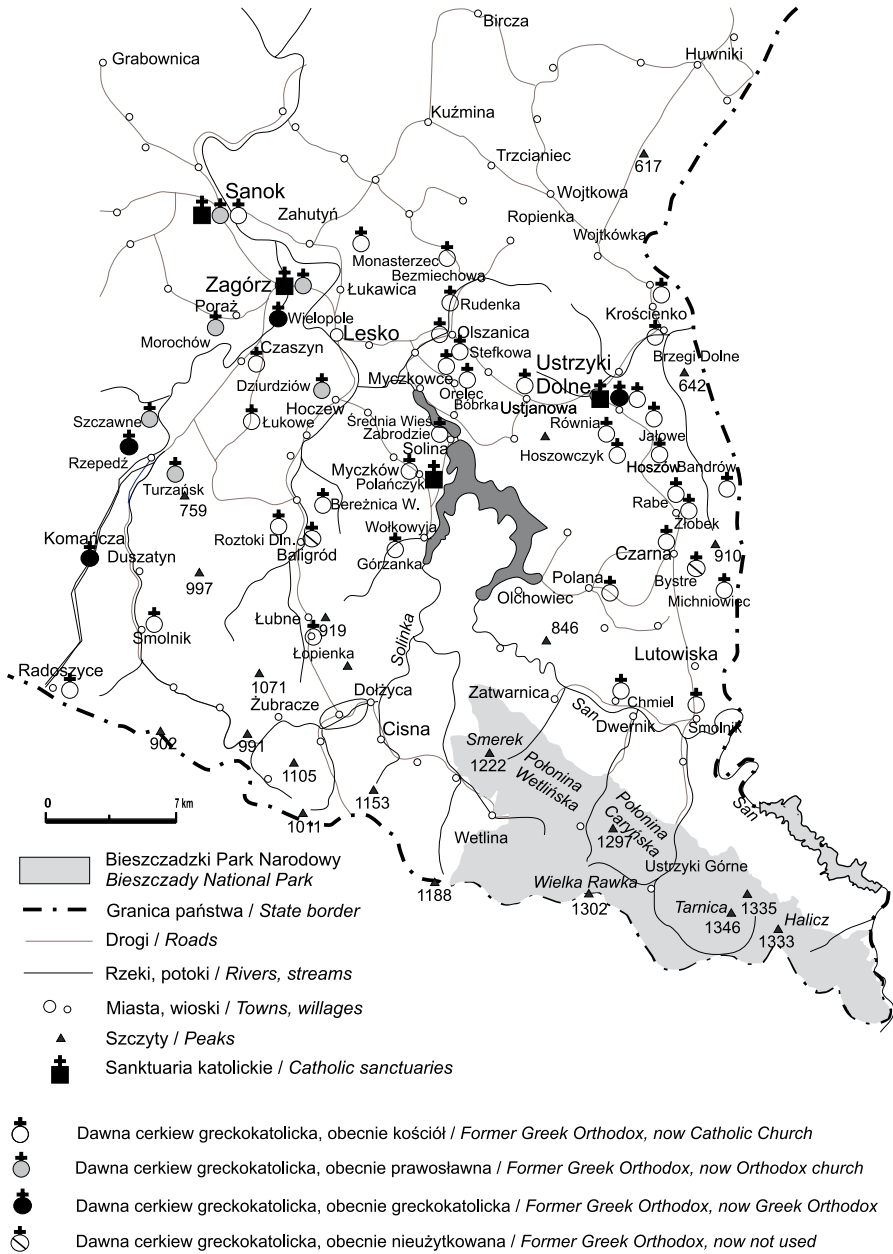 Bircza
Grabownica
Huwniki
Kuźmina
Trzcianiec
617
Wojtkowa
Sanok
Zahutyń
Ropienka
Wojtkówka
Monasterzec
Bezmiechowa
Zagórz
Łukawica
Rudenka
Krościenko
Poraż
Wielopole
Morochów
Lesko
Olszanica
Stefkowa
Brzegi Dolne
Czaszyn
Ustrzyki
Dolne
642
Dziurdziów
Myczkowce
Orelec
Hoczew
Bóbrka
Ustjanowa
Szczawne
Łukowe
Średnia Wieś
Zabrodzie
Równia
Jałowe
Rzepedź
Solina
Hoszowczyk
Hoszów
Bandrów
Myczków
Polańczyk
Turzańsk
759
Bereżnica W.
Rabe
Żłobek
Komańcza
Roztoki Dln.
Baligród
Wołkowyja
Czarna
910
Duszatyn
Górzanka
997
Polana
Bystre
Olchowiec
Michniowiec
Łubne
919
846
Smolnik
Łopienka
Solinka
Lutowiska
Radoszyce
1071
Dołżyca
Zatwarnica
Chmiel
Żubracze
San
Dwernik
Smolnik
902
991
Cisna
Smerek
1222
1105
Połonina
Wetlińska
0
7 km
1153
San
1011
Połonina
Caryńska
1297
Wetlina
Bieszczadzki Park Narodowy
Bieszczady National Park
Ustrzyki Górne
1188
Wielka Rawka
1302
1335
Tarnica
1346
Halicz
1333
Granica państwa / State border
Drogi / Roads
Rzeki, potoki / Rivers, streams
Miasta, wioski / Towns, willages
Szczyty / Peaks
Sanktuaria katolickie / Catholic sanctuaries
Dawna cerkiew greckokatolicka, obecnie kościół / Former Greek Orthodox, now Catholic Church
Dawna cerkiew greckokatolicka, obecnie prawosławna / Former Greek Orthodox, now Orthodox church
Dawna cerkiew greckokatolicka, obecnie greckokatolicka / Former Greek Orthodox, now Greek Orthodox
Dawna cerkiew greckokatolicka, obecnie nieużytkowana / Former Greek Orthodox, now not used